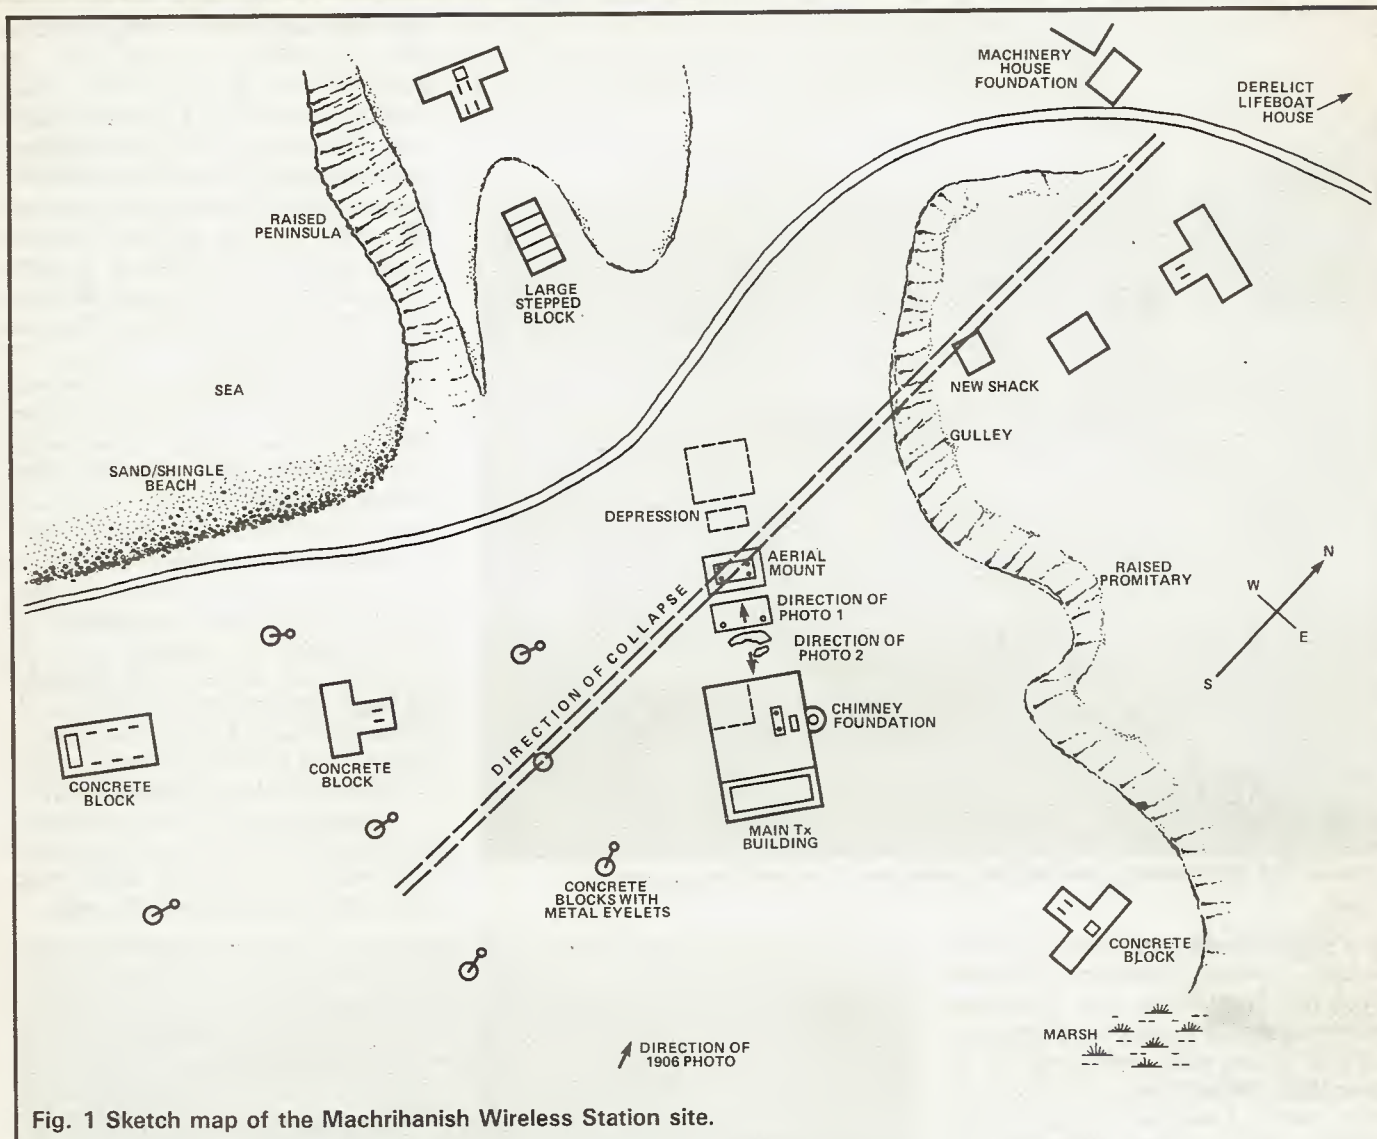 MACHINERY
HOUSE
FOUNDATION
DERELICT
LIFEBOAT
HOUSE
RAISED
PENINSULA
LARGE
STEPPED
BLOCK
SEA
NEW SHACK
GULLEY
SAND/SHINGLE
BEACH
DEPRESSION
AERIAL
MOUNT
RAISED
PROMITARY
N
W
E
S
DIRECTION OF
PHOTO 1
DIRECTION OF
PHOTO 2
DIRECTION OF COLLAPSE
CHIMNEY
FOUNDATION
CONCRETE
BLOCK
CONCRETE
BLOCK
MAIN Tx
BUILDING
CONCRETE
BLOCKS WITH
METAL EYELETS
CONCRETE
BLOCK
MARSH
DIRECTION OF
1906 PHOTO
Fig. 1 Sketch map of the Machrihanish Wireless Station site.